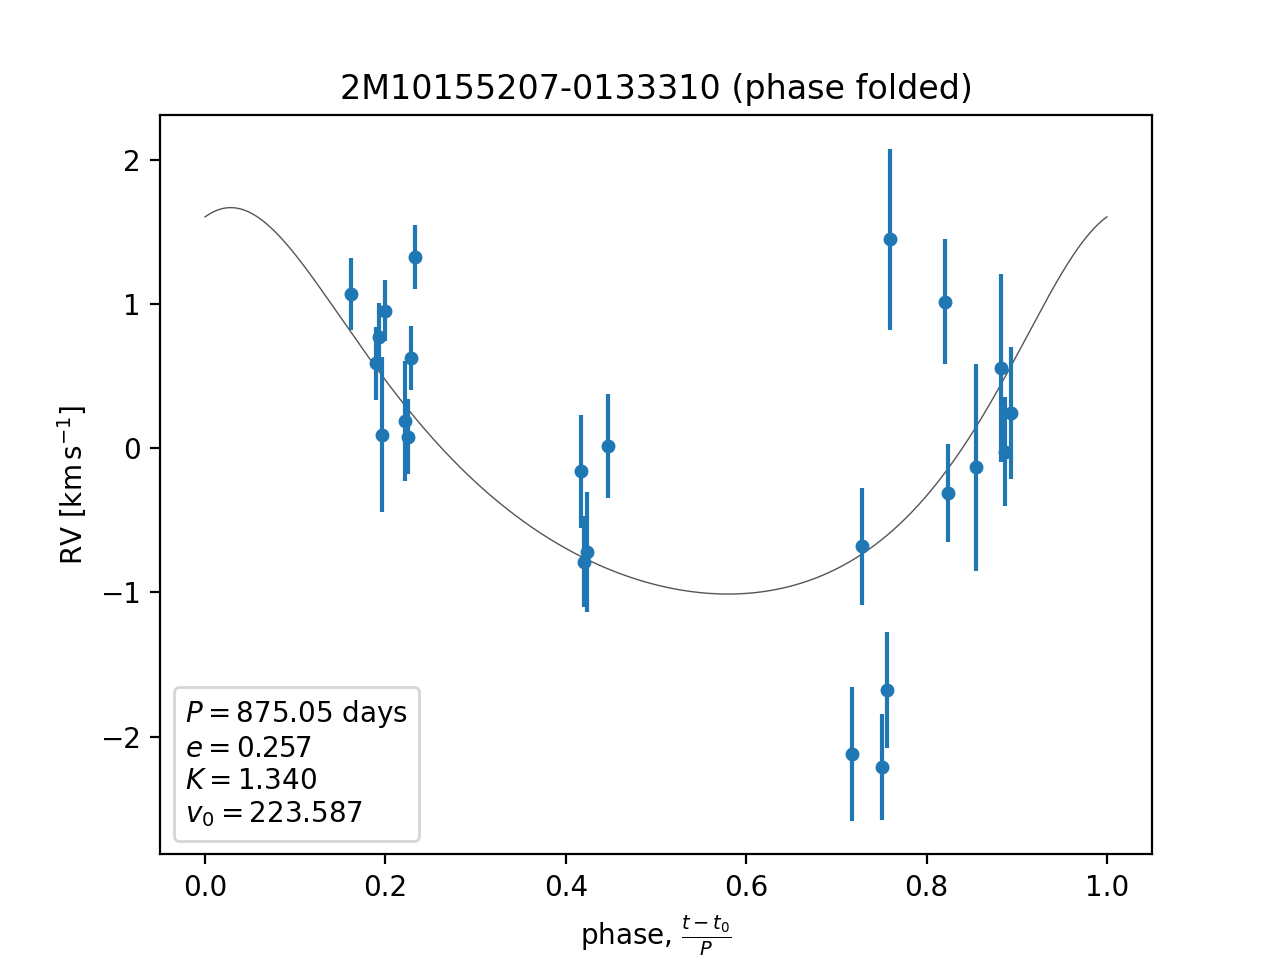 2M10155207-0133310 (phase folded)
2
1
0
−1
−2
RV [km s⁻¹]
P = 875.05 days
e = 0.257
K = 1.340
v₀ = 223.587
0.0 0.2 0.4 0.6 0.8 1.0
phase, (t − t₀)/P